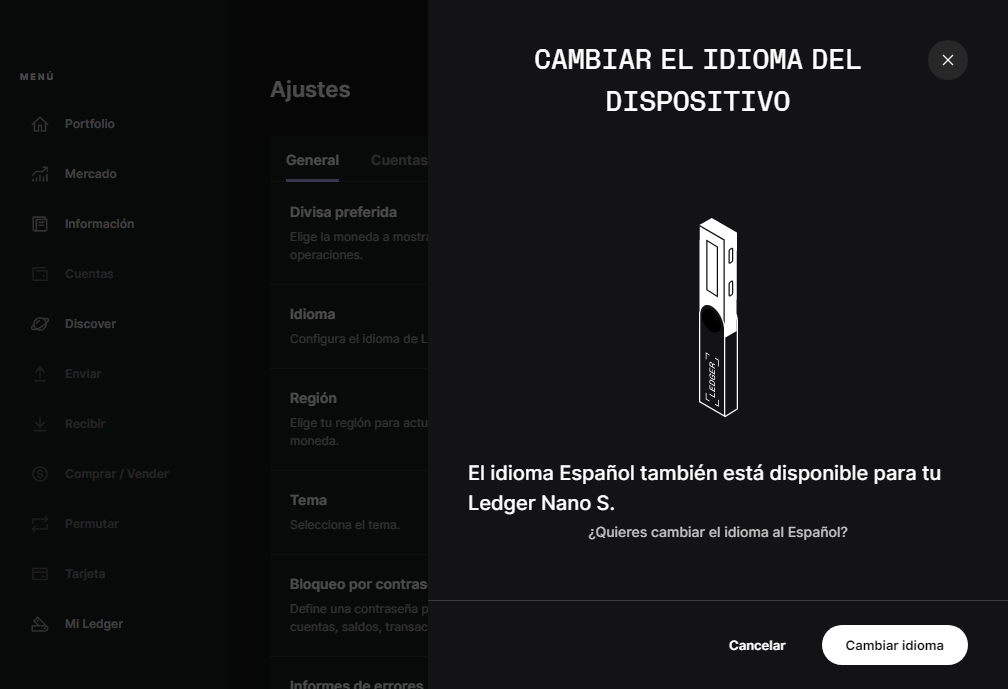 MENÚ
Portfolio
Mercado
Información
Cuentas
Discover
Enviar
Recibir
Comprar / Vender
Permutar
Tarjeta
Mi Ledger
Ajustes
General
Cuentas
Divisa preferida
Elige la moneda a mostra
operaciones.
Idioma
Configura el idioma de L
Región
Elige tu región para actu
moneda.
Tema
Selecciona el tema.
Bloqueo por contras
Define una contraseña p
cuentas, saldos, transac
Informes de errores
CAMBIAR EL IDIOMA DEL
DISPOSITIVO
LEDGER
El idioma Español también está disponible para tu
Ledger Nano S.
¿Quieres cambiar el idioma al Español?
Cancelar
Cambiar idioma